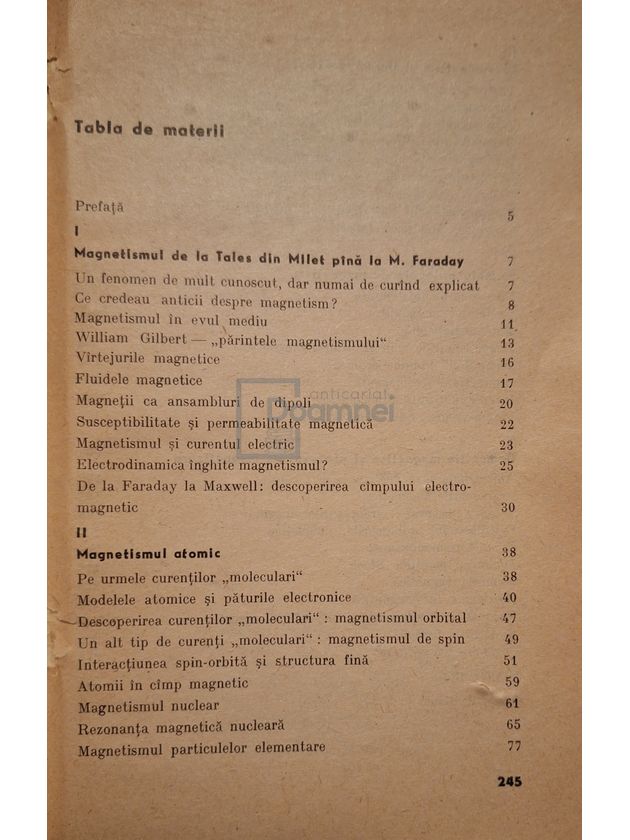 Tabla de materii
Prefață 5
I
Magnetismul de la Tales din Milet pînă la M. Faraday 7
Un fenomen de mult cunoscut, dar numai de curînd explicat 7
Ce credeau anticii despre magnetism? 8
Magnetismul în evul mediu 11
William Gilbert — „părintele magnetismului“ 13
Vîrtejurile magnetice 16
Fluidele magnetice 17
anticariat
Doamnei
Magneții ca ansambluri de dipoli 20
Susceptibilitate și permeabilitate magnetică 22
Magnetismul și curentul electric 23
Electrodinamica înghite magnetismul? 25
De la Faraday la Maxwell: descoperirea cîmpului electro-
magnetic 30
II
Magnetismul atomic 38
Pe urmele curenților „moleculari“ 38
Modelele atomice și păturile electronice 40
Descoperirea curenților „moleculari“ : magnetismul orbital 47
Un alt tip de curenți „moleculari“ : magnetismul de spin 49
Interacțiunea spin-orbită și structura fină 51
Atomii în cîmp magnetic 59
Magnetismul nuclear 61
Rezonanța magnetică nucleară 65
Magnetismul particulelor elementare 77
245